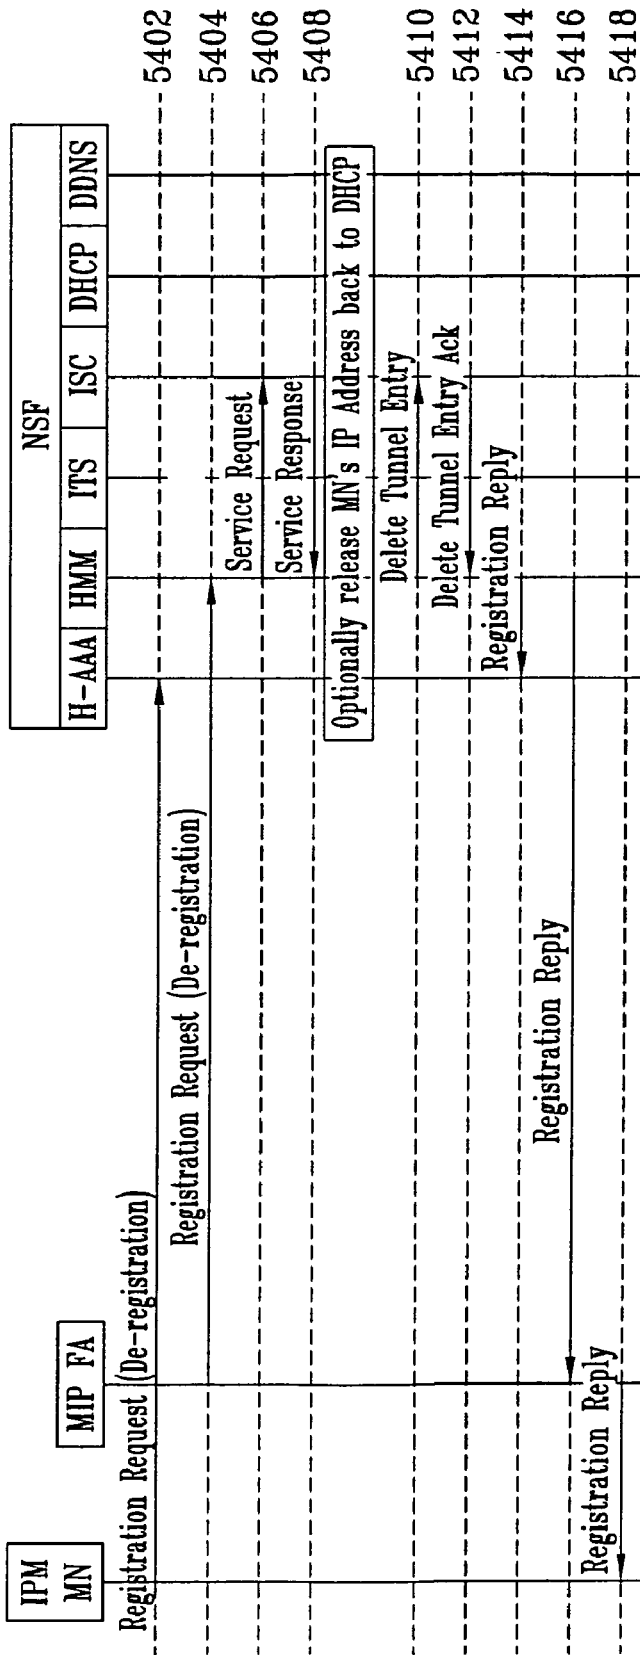 IPM
MN
MIP FA
NSF
H-AAA HMM ITS ISC DHCP DDNS
Registration Request (De-registration)
5402
Registration Request (De-registration)
5404
Service Request
5406
Service Response
5408
Optionally release MN's IP Address back to DHCP
Delete Tunnel Entry
5410
Delete Tunnel Entry Ack
5412
Registration Reply
5414
Registration Reply
5416
Registration Reply
5418